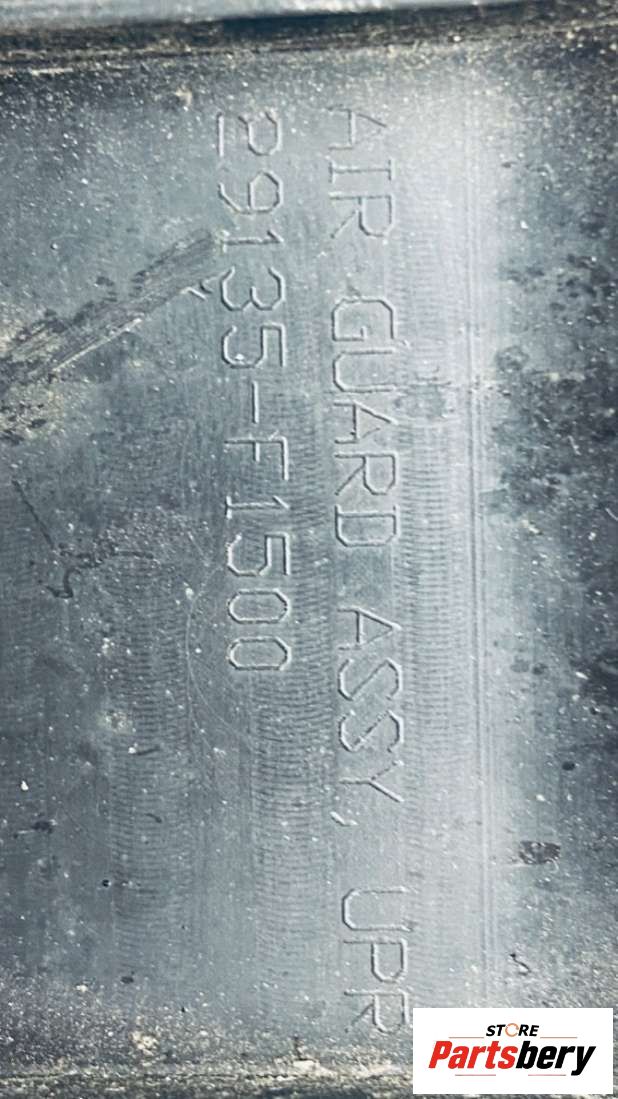 AIR GUARD ASSY, UPR
29135-F1500
STORE
Partsbery